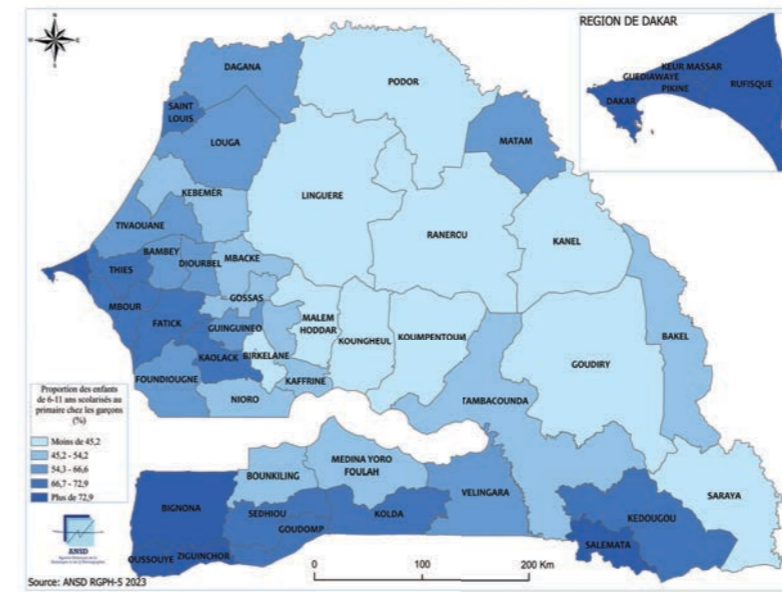 REGION DE DAKAR
KEUR MASSAR
GUEDIAWAYE
RUFISQUE
PIKINE
DAKAR
DAGANA
PODOR
SAINT
LOUIS
LOUGA
MATAM
KEBEMER
LINGUERE
TIVAOUANE
RANEROU
KANEL
BAMBEY
MBACKE
DIOURBEL
THIES
GOSSAS
MBOUR
FATICK
GUINGUINEO
MALEM
HODDAR
KOUNGHEUL
KOUMPENTOUM
BAKEL
KAOLACK
BIRKELANE
GOUDIRY
FOUNDIOUGNE
KAFFRINE
NIORO
TAMBACOUNDA
Proportion des enfants
de 6-11 ans scolarisés au
primaire chez les garçons
(%)
Moins de 45,2
45,2 - 54,2
54,3 - 66,6
66,7 - 72,9
Plus de 72,9
MEDINA YORO
FOULAH
BOUNKILING
VELINGARA
BIGNONA
SEDHIOU
KOLDA
GOUDOMP
SARAYA
KEDOUGOU
SALEMATA
OUSSOUYE
ZIGUINCHOR
ANSD
0 100 200 Km
Source: ANSD RGPH-5 2023